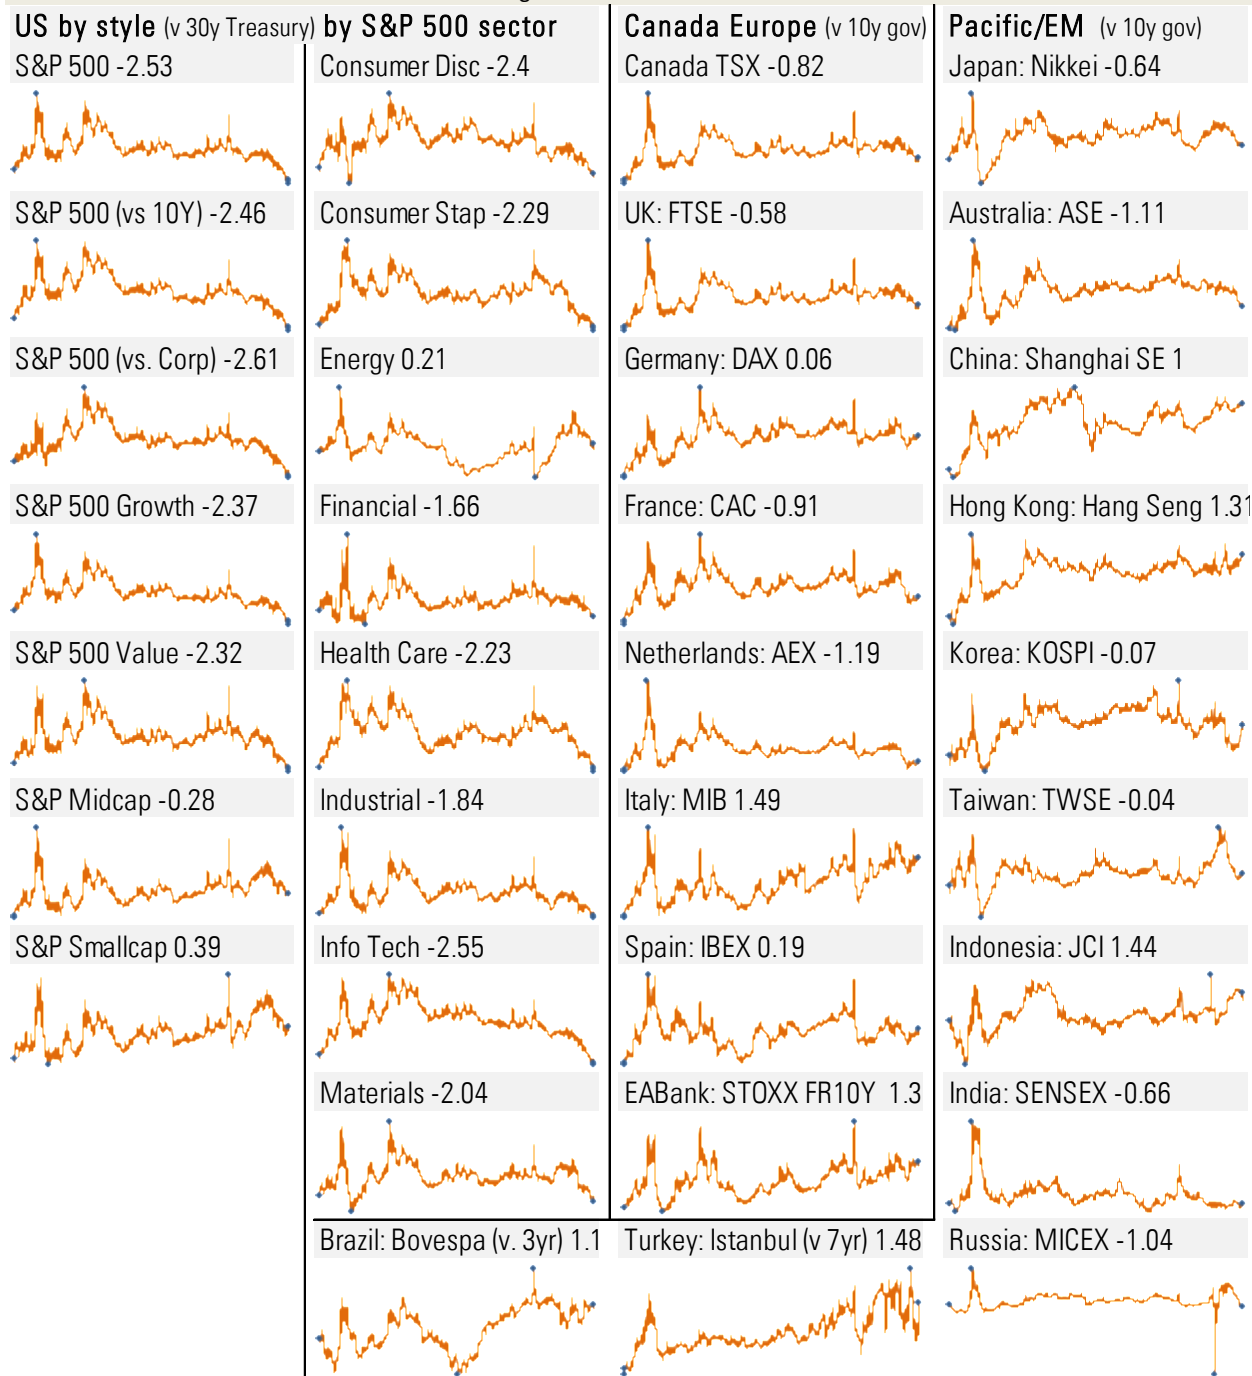 US by style (v 30y Treasury) by S&P 500 sector Canada Europe (v 10y gov) Pacific/EM (v 10y gov)
S&P 500 -2.53 Consumer Disc -2.4 Canada TSX -0.82 Japan: Nikkei -0.64
S&P 500 (vs 10Y) -2.46 Consumer Stap -2.29 UK: FTSE -0.58 Australia: ASE -1.11
S&P 500 (vs. Corp) -2.61 Energy 0.21 Germany: DAX 0.06 China: Shanghai SE 1
S&P 500 Growth -2.37 Financial -1.66 France: CAC -0.91 Hong Kong: Hang Seng 1.31
S&P 500 Value -2.32 Health Care -2.23 Netherlands: AEX -1.19 Korea: KOSPI -0.07
S&P Midcap -0.28 Industrial -1.84 Italy: MIB 1.49 Taiwan: TWSE -0.04
S&P Smallcap 0.39 Info Tech -2.55 Spain: IBEX 0.19 Indonesia: JCI 1.44
Materials -2.04 EABank: STOXX FR10Y 1.3 India: SENSEX -0.66
Brazil: Bovespa (v. 3yr) 1.1 Turkey: Istanbul (v 7yr) 1.48 Russia: MICEX -1.04